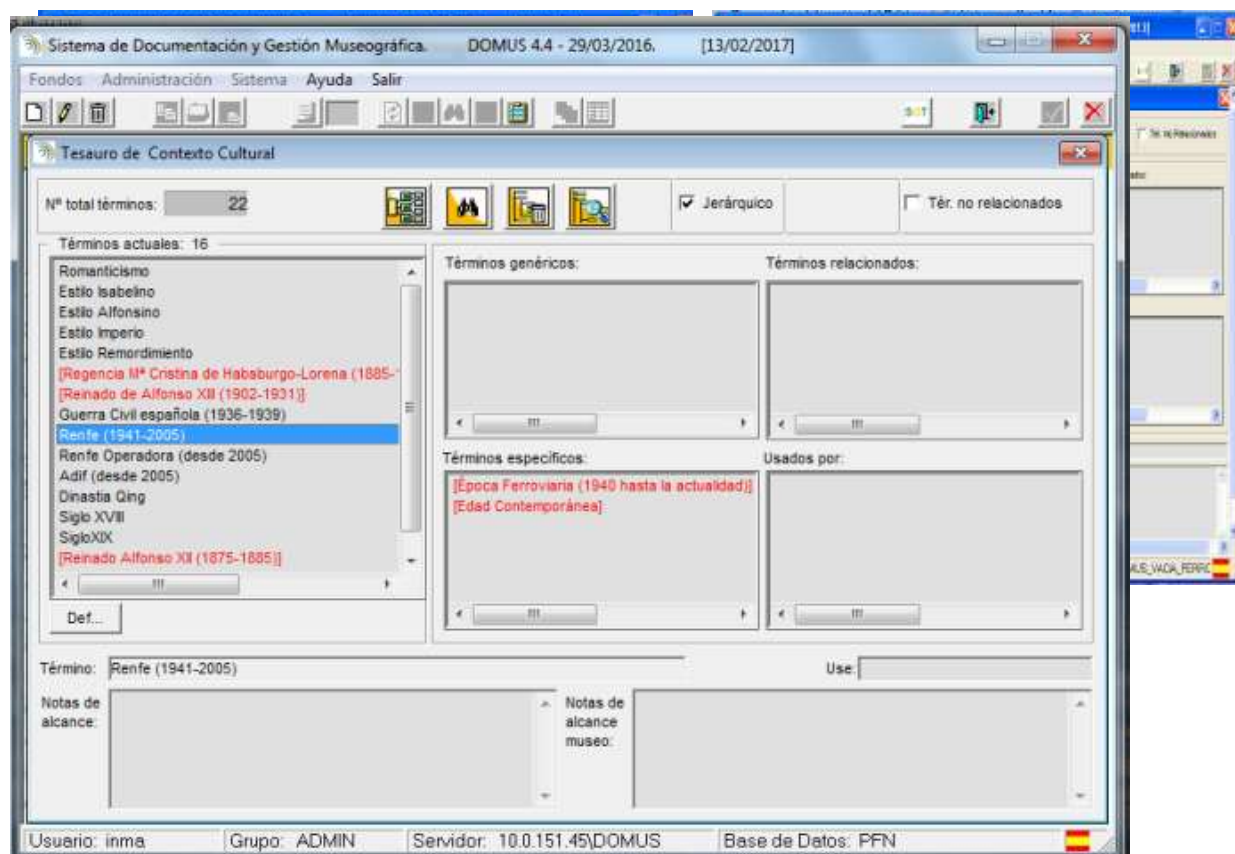 Sistema de Documentación y Gestión Museográfica. DOMUS 4.4 - 29/03/2016. [13/02/2017]
Fondos Administración Sistema Ayuda Salir
Tesauro de Contexto Cultural
Nº total términos: 22
Jerárquico
Tér. no relacionados
Términos actuales: 16
Romanticismo
Estilo Isabelino
Estilo Alfonsino
Estilo Imperio
Estilo Remordimiento
[Regencia Mª Cristina de Habsburgo-Lorena (1885-
[Reinado de Alfonso XIII (1902-1931)]
Guerra Civil española (1936-1939)
Renfe (1941-2005)
Renfe Operadora (desde 2005)
Adif (desde 2005)
Dinastia Qing
Siglo XVIII
SigloXIX
[Reinado Alfonso XII (1875-1885)]
Def...
Términos genéricos:
Términos relacionados:
Términos específicos:
[Época Ferroviaria (1940 hasta la actualidad)]
[Edad Contemporánea]
Usados por:
Término: Renfe (1941-2005)
Use:
Notas de
alcance:
Notas de
alcance
museo:
Usuario: inma Grupo: ADMIN Servidor: 10.0.151.45\DOMUS Base de Datos: PFN